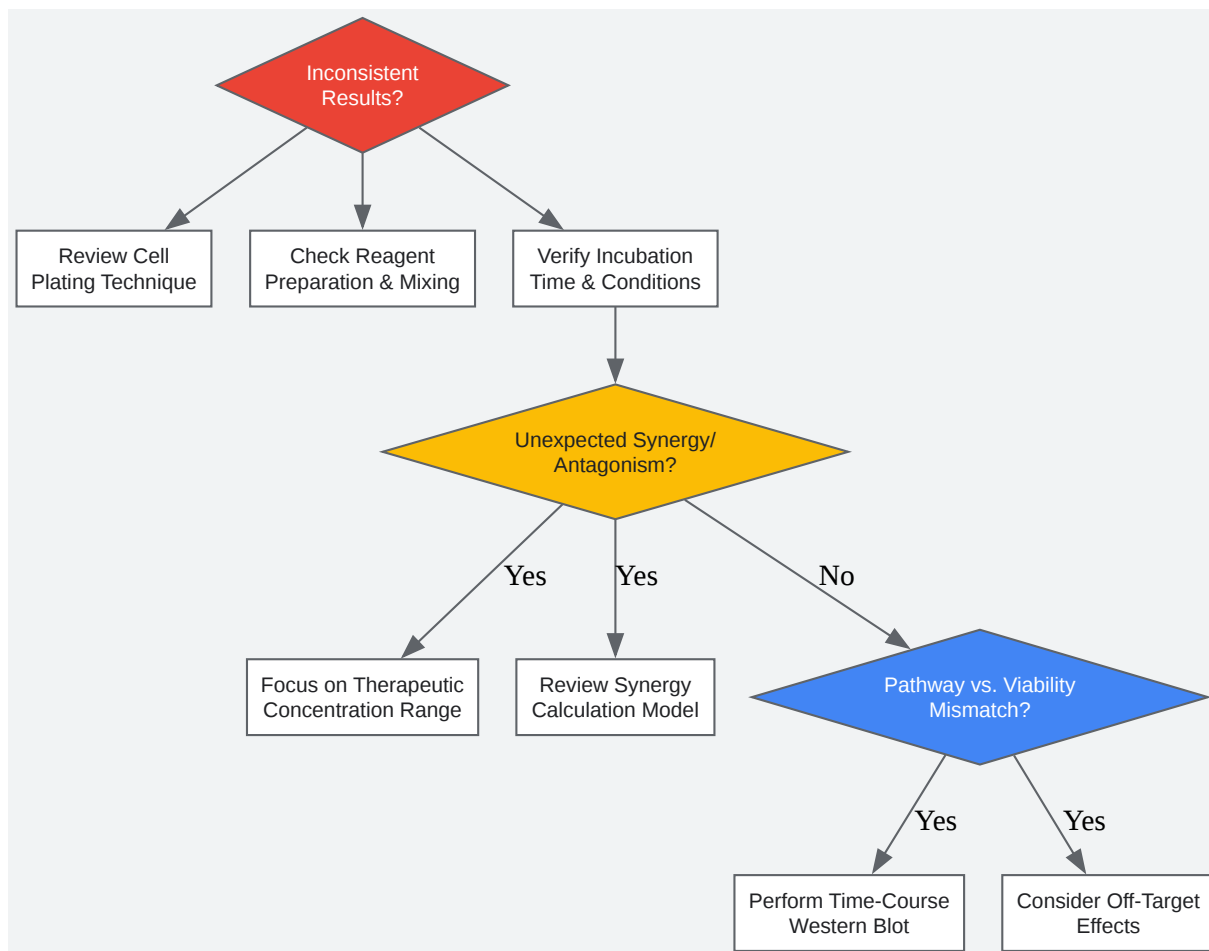 Inconsistent
Results?
Review Cell
Plating Technique
Check Reagent
Preparation & Mixing
Verify Incubation
Time & Conditions
Unexpected Synergy/
Antagonism?
Yes
Yes
No
Focus on Therapeutic
Concentration Range
Review Synergy
Calculation Model
Pathway vs. Viability
Mismatch?
Yes
Yes
Perform Time-Course
Western Blot
Consider Off-Target
Effects